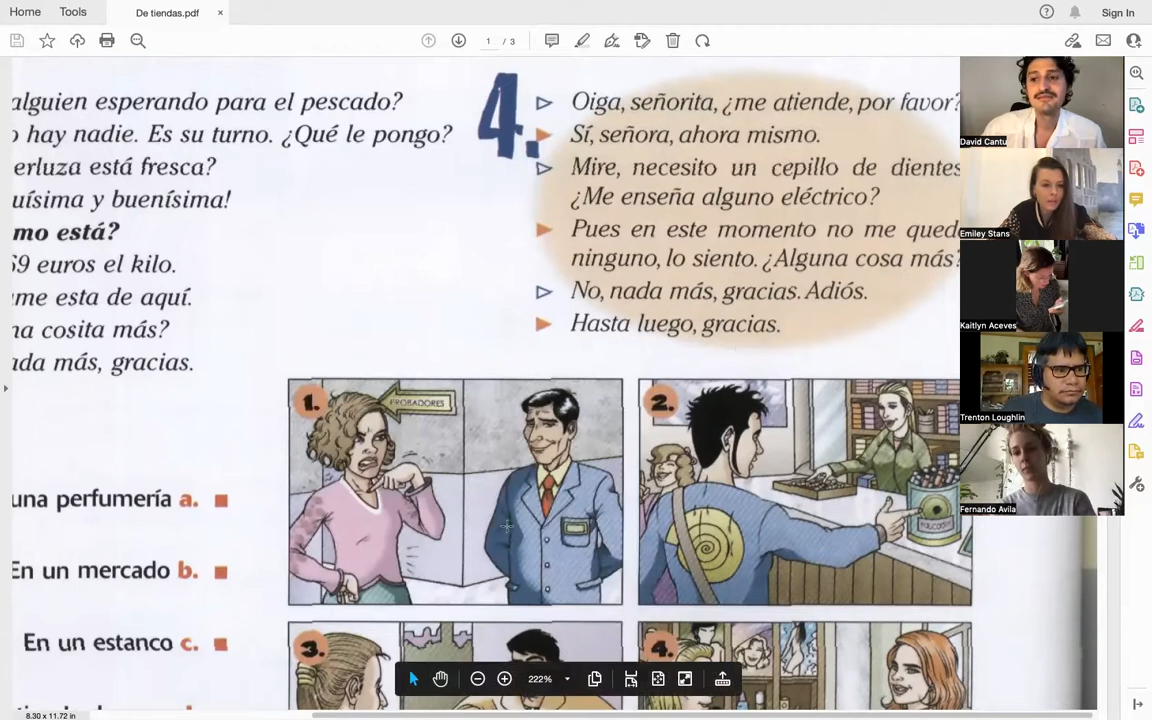 Home
Tools
De tiendas.pdf
×
Sign In
1 / 3
alguien esperando para el pescado?
o hay nadie. Es su turno. ¿Qué le pongo?
erluza está fresca?
uísima y buenísima!
mo está?
69 euros el kilo.
me esta de aquí.
na cosita más?
ada más, gracias.
4.
Oiga, señorita, ¿me atiende, por favor?
Sí, señora, ahora mismo.
Mire, necesito un cepillo de dientes
¿Me enseña alguno eléctrico?
Pues en este momento no me qued
ninguno, lo siento. ¿Alguna cosa más?
No, nada más, gracias. Adiós.
Hasta luego, gracias.
David Cantu
Emiley Stans
Kaitlyn Aceves
Trenton Loughlin
Fernando Avila
1.
PROBADORES
2.
una perfumería a.
En un mercado b.
En un estanco c.
3.
4.
222%
8.30 x 11.72 in